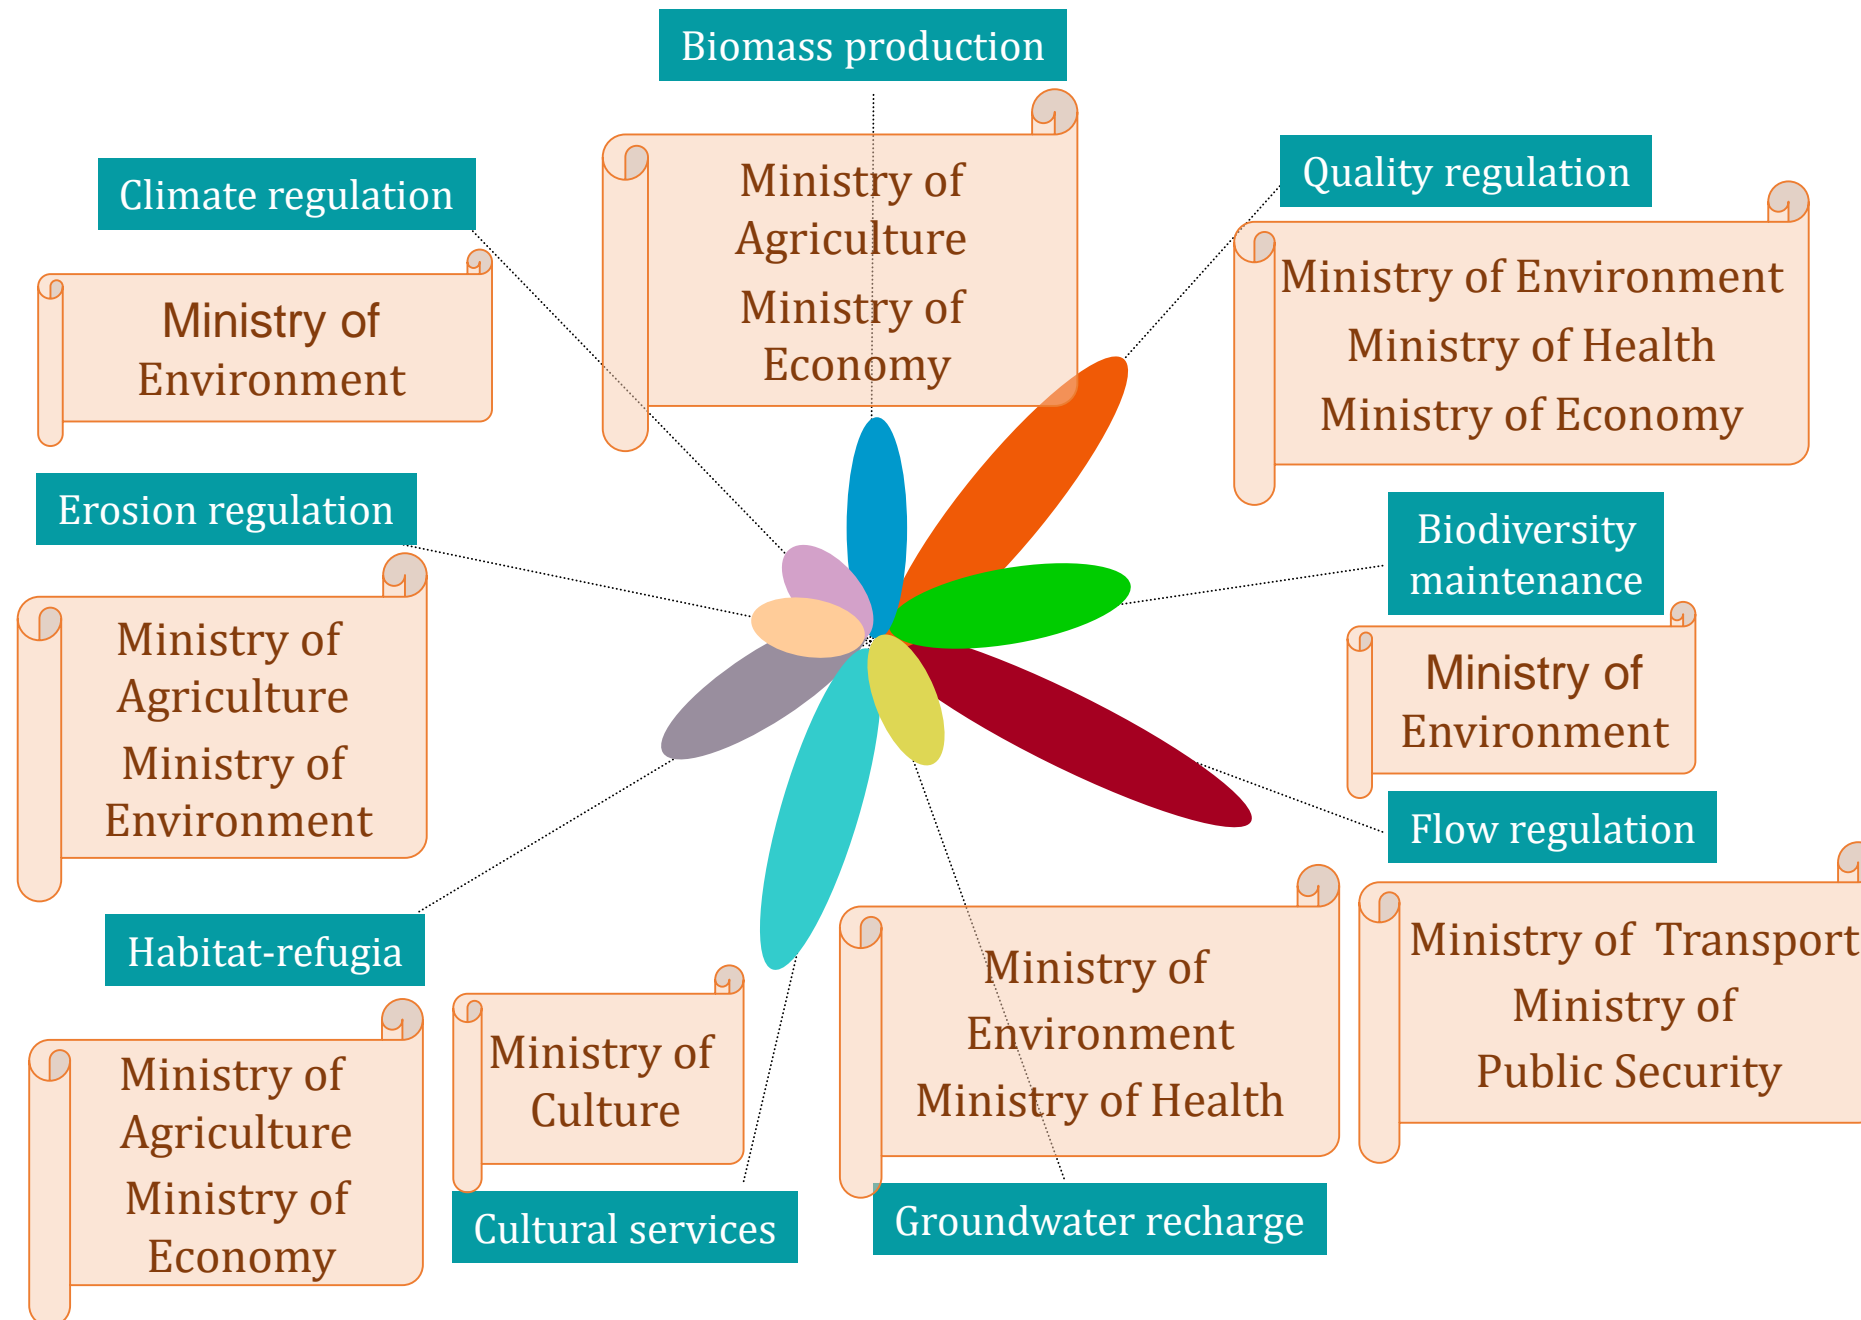 Biomass production
Ministry of
Agriculture
Ministry of
Economy
Climate regulation
Ministry of
Environment
Quality regulation
Ministry of Environment
Ministry of Health
Ministry of Economy
Erosion regulation
Ministry of
Agriculture
Ministry of
Environment
Biodiversity
maintenance
Ministry of
Environment
Flow regulation
Ministry of Transport
Ministry of
Public Security
Habitat-refugia
Ministry of
Agriculture
Ministry of
Economy
Ministry of
Culture
Cultural services
Ministry of
Environment
Ministry of Health
Groundwater recharge